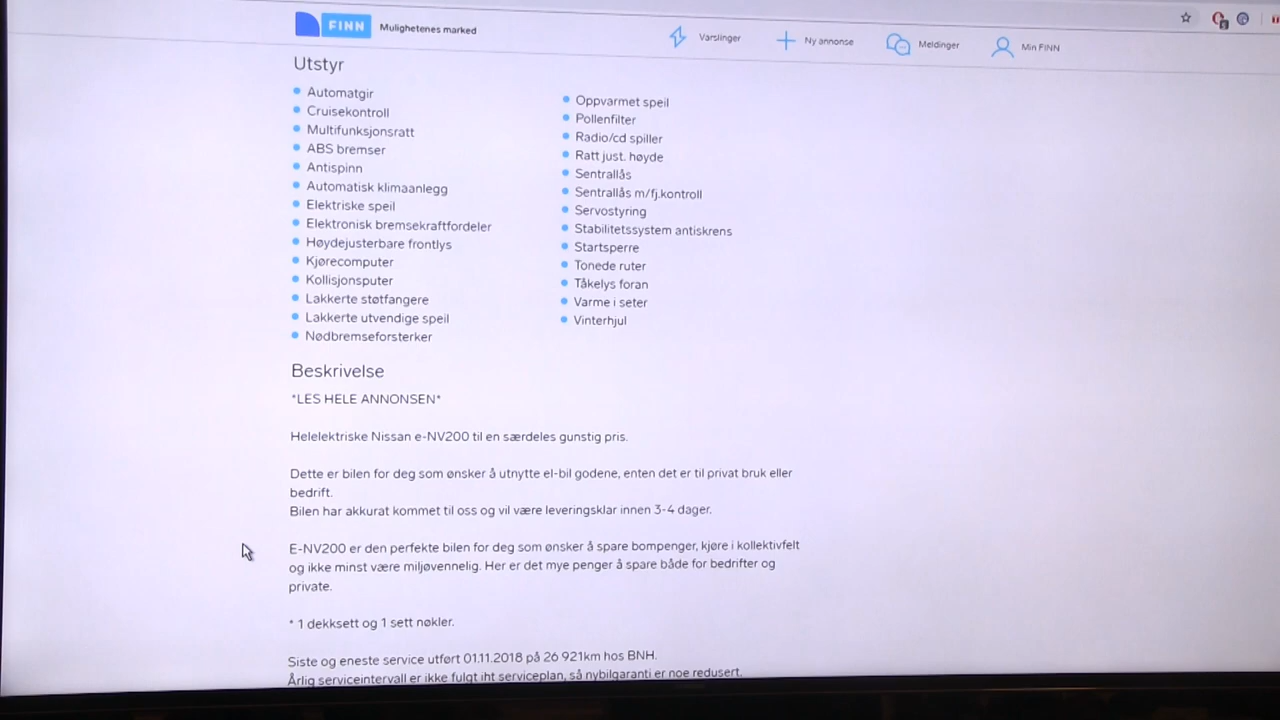 FINN Mulighetenes marked
Varslinger
Ny annonse
Meldinger
Min FINN
Utstyr
Automatgir
Cruisekontroll
Multifunksjonsratt
ABS bremser
Antispinn
Automatisk klimaanlegg
Elektriske speil
Elektronisk bremsekraftfordeler
Høydejusterbare frontlys
Kjørecomputer
Kollisjonsputer
Lakkerte støtfangere
Lakkerte utvendige speil
Nødbremseforsterker
Oppvarmet speil
Pollenfilter
Radio/cd spiller
Ratt just. høyde
Sentrallås
Sentrallås m/fj.kontroll
Servostyring
Stabilitetssystem antiskrens
Startsperre
Tonede ruter
Tåkelys foran
Varme i seter
Vinterhjul
Beskrivelse
*LES HELE ANNONSEN*
Helelektriske Nissan e-NV200 til en særdeles gunstig pris.
Dette er bilen for deg som ønsker å utnytte el-bil godene, enten det er til privat bruk eller
bedrift.
Bilen har akkurat kommet til oss og vil være leveringsklar innen 3-4 dager.
E-NV200 er den perfekte bilen for deg som ønsker å spare bompenger, kjøre i kollektivfelt
og ikke minst være miljøvennelig. Her er det mye penger å spare både for bedrifter og
private.
* 1 dekksett og 1 sett nøkler.
Siste og eneste service utført 01.11.2018 på 26 921km hos BNH.
Årlig serviceintervall er ikke fulgt iht serviceplan, så nybilgaranti er noe redusert.